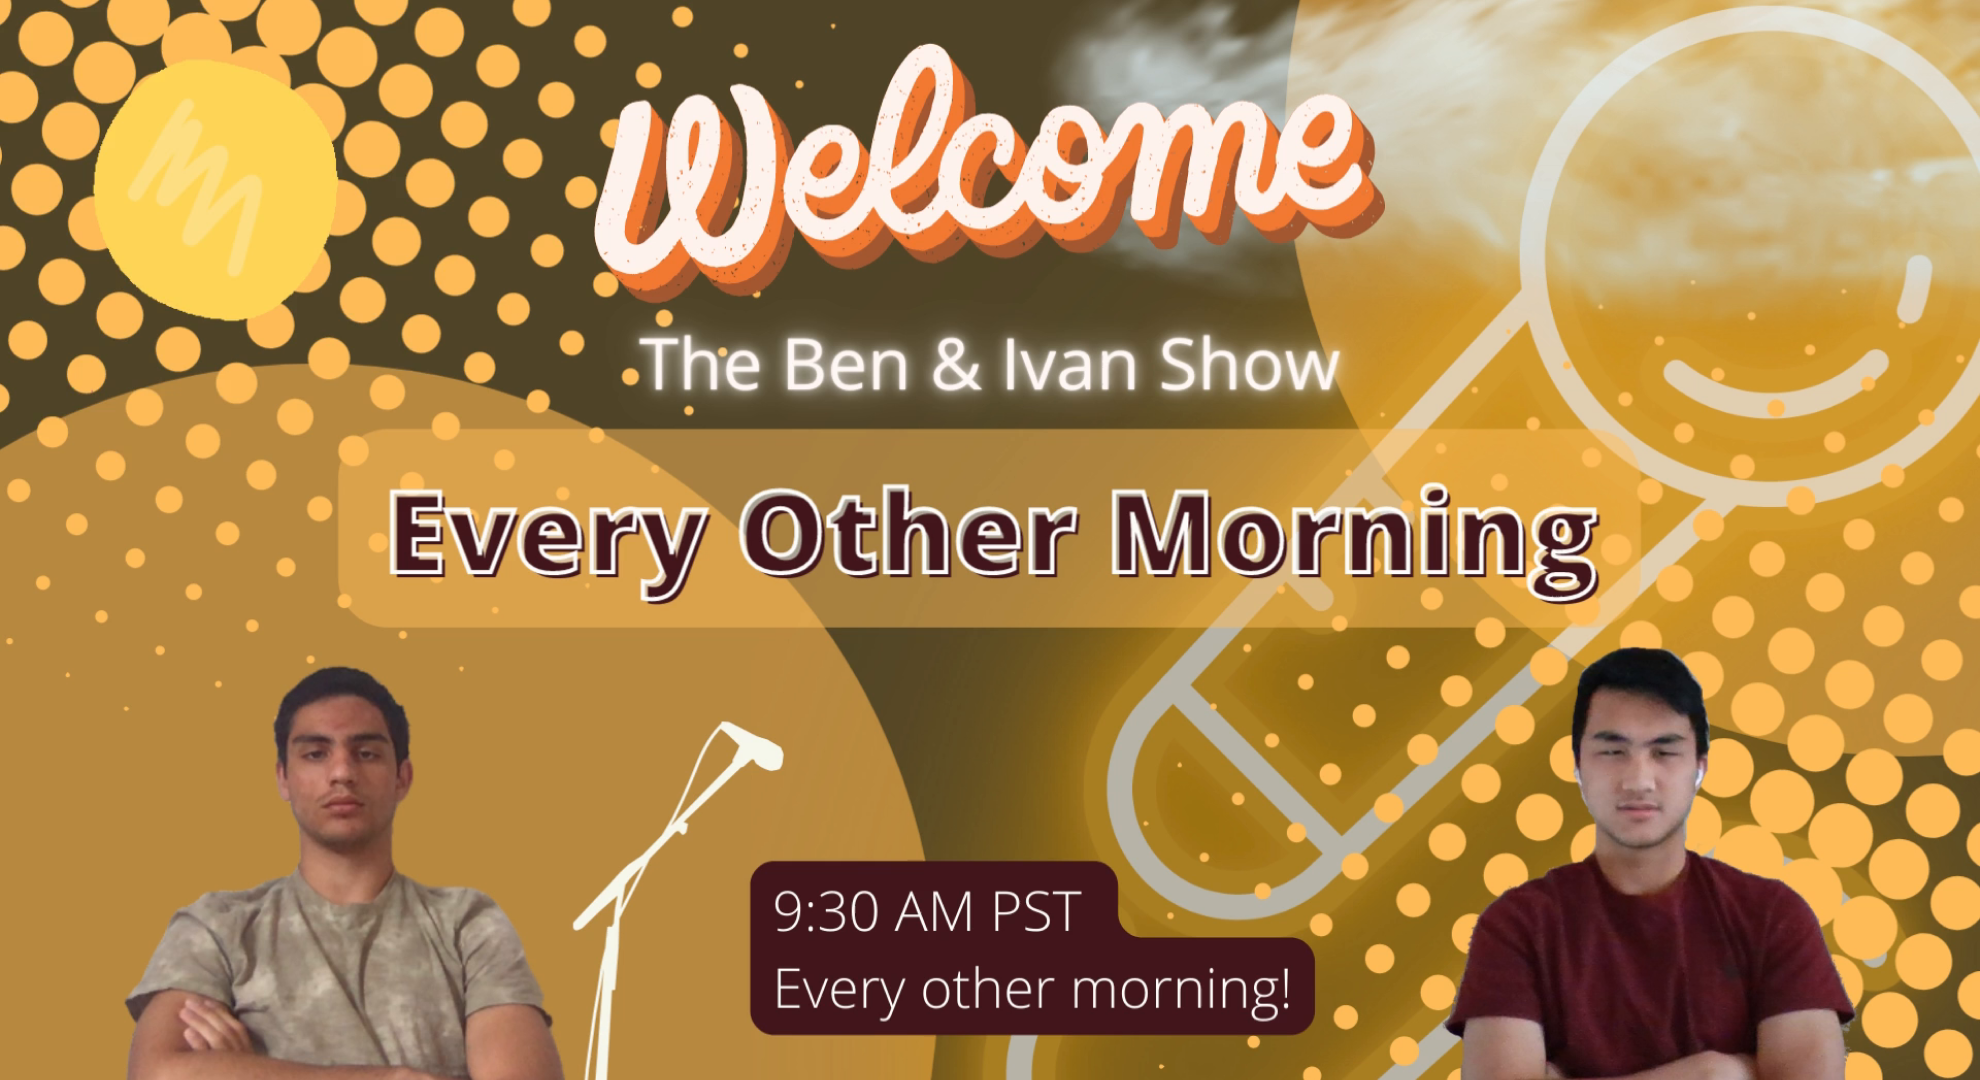 Welcome
The Ben & Ivan Show
Every Other Morning
9:30 AM PST
Every other morning!